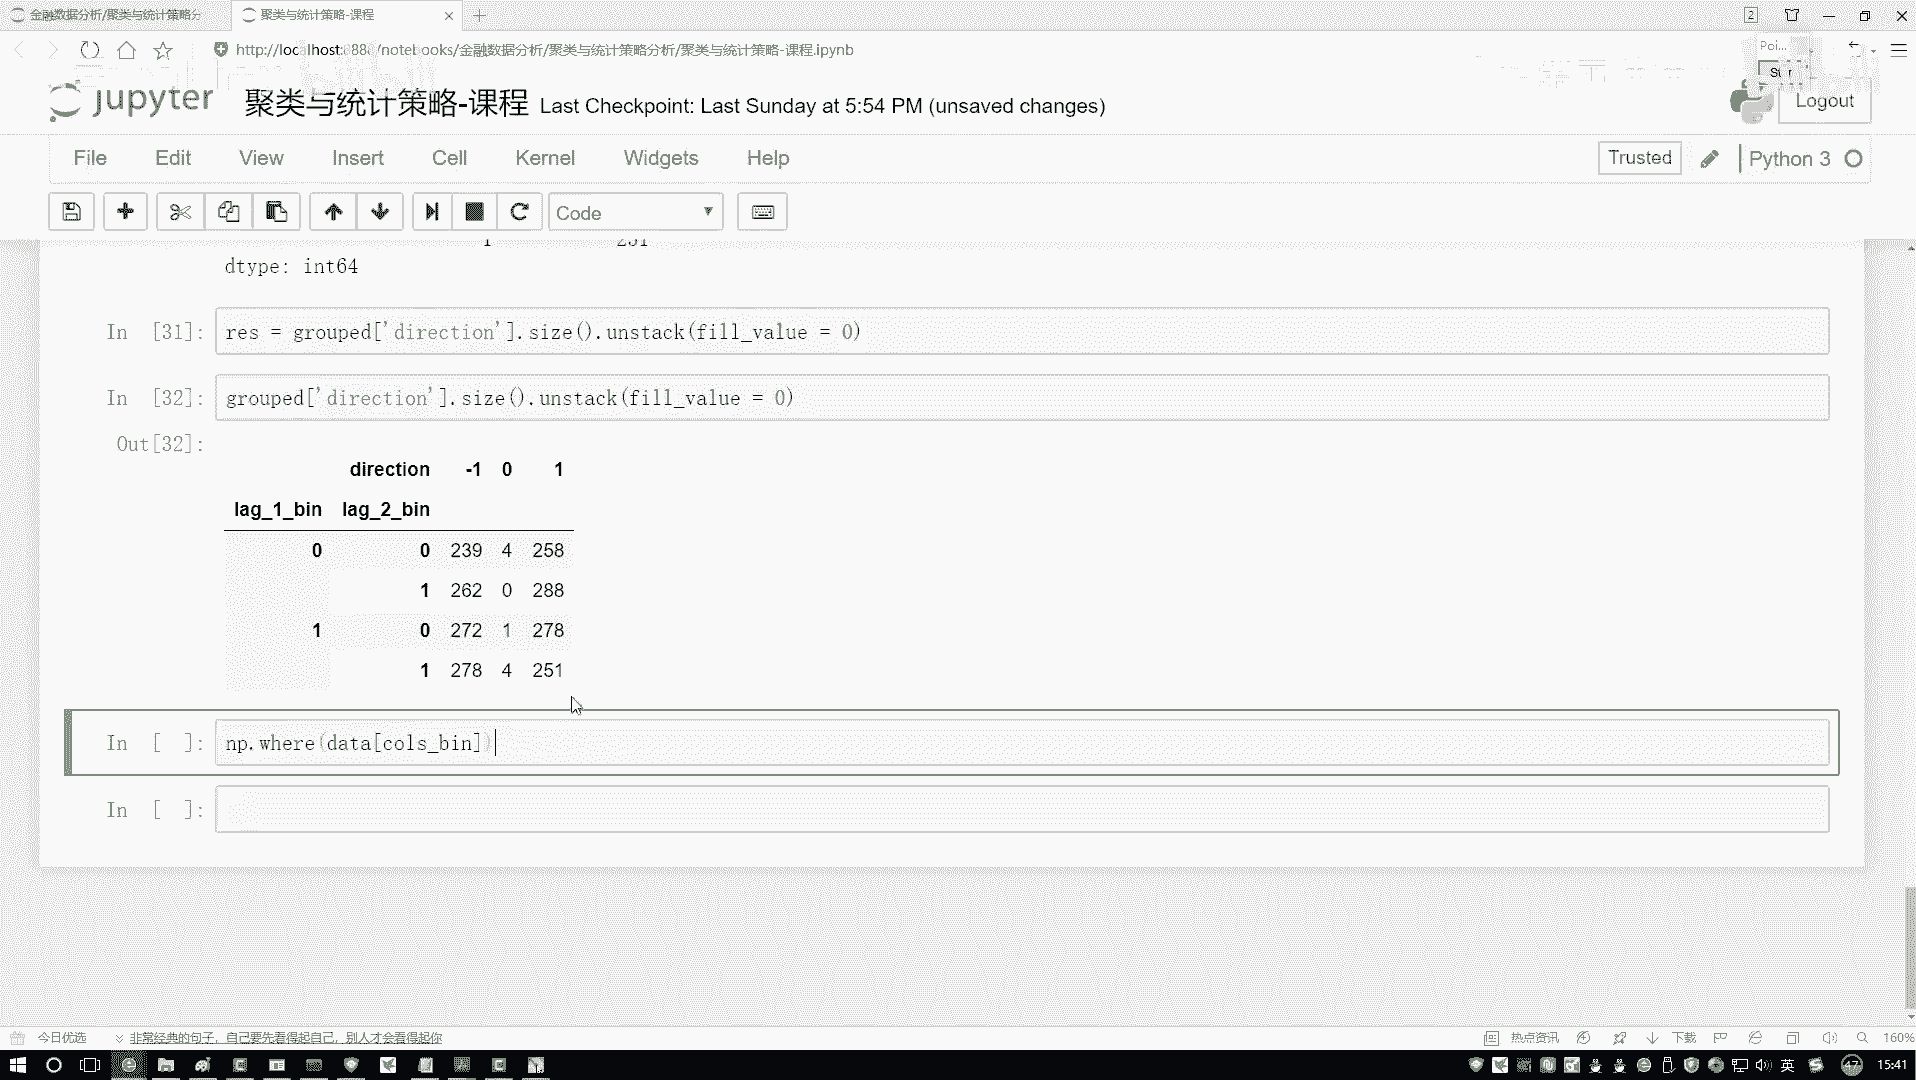 金融数据分析/聚类与统计策略分
聚类与统计策略-课程
2
http://localhost:888 /notebooks/金融数据分析/聚类与统计策略分析/聚类与统计策略-课程.ipynb
Poi...
jupyter 聚类与统计策略-课程 Last Checkpoint: Last Sunday at 5:54 PM (unsaved changes)
Logout
File Edit View Insert Cell Kernel Widgets Help
Trusted Python 3
Code
1 251
dtype: int64
In [31]: res = grouped['direction'].size().unstack(fill_value = 0)
In [32]: grouped['direction'].size().unstack(fill_value = 0)
Out[32]:
direction -1 0 1
lag_1_bin lag_2_bin
0 0 239 4 258
1 262 0 288
1 0 272 1 278
1 278 4 251
In [ ]: np.where(data[cols_bin])
In [ ]:
今日优选 非常经典的句子，自己要先看得起自己，别人才会看得起你
热点资讯 下载 160%
英 47 15:41